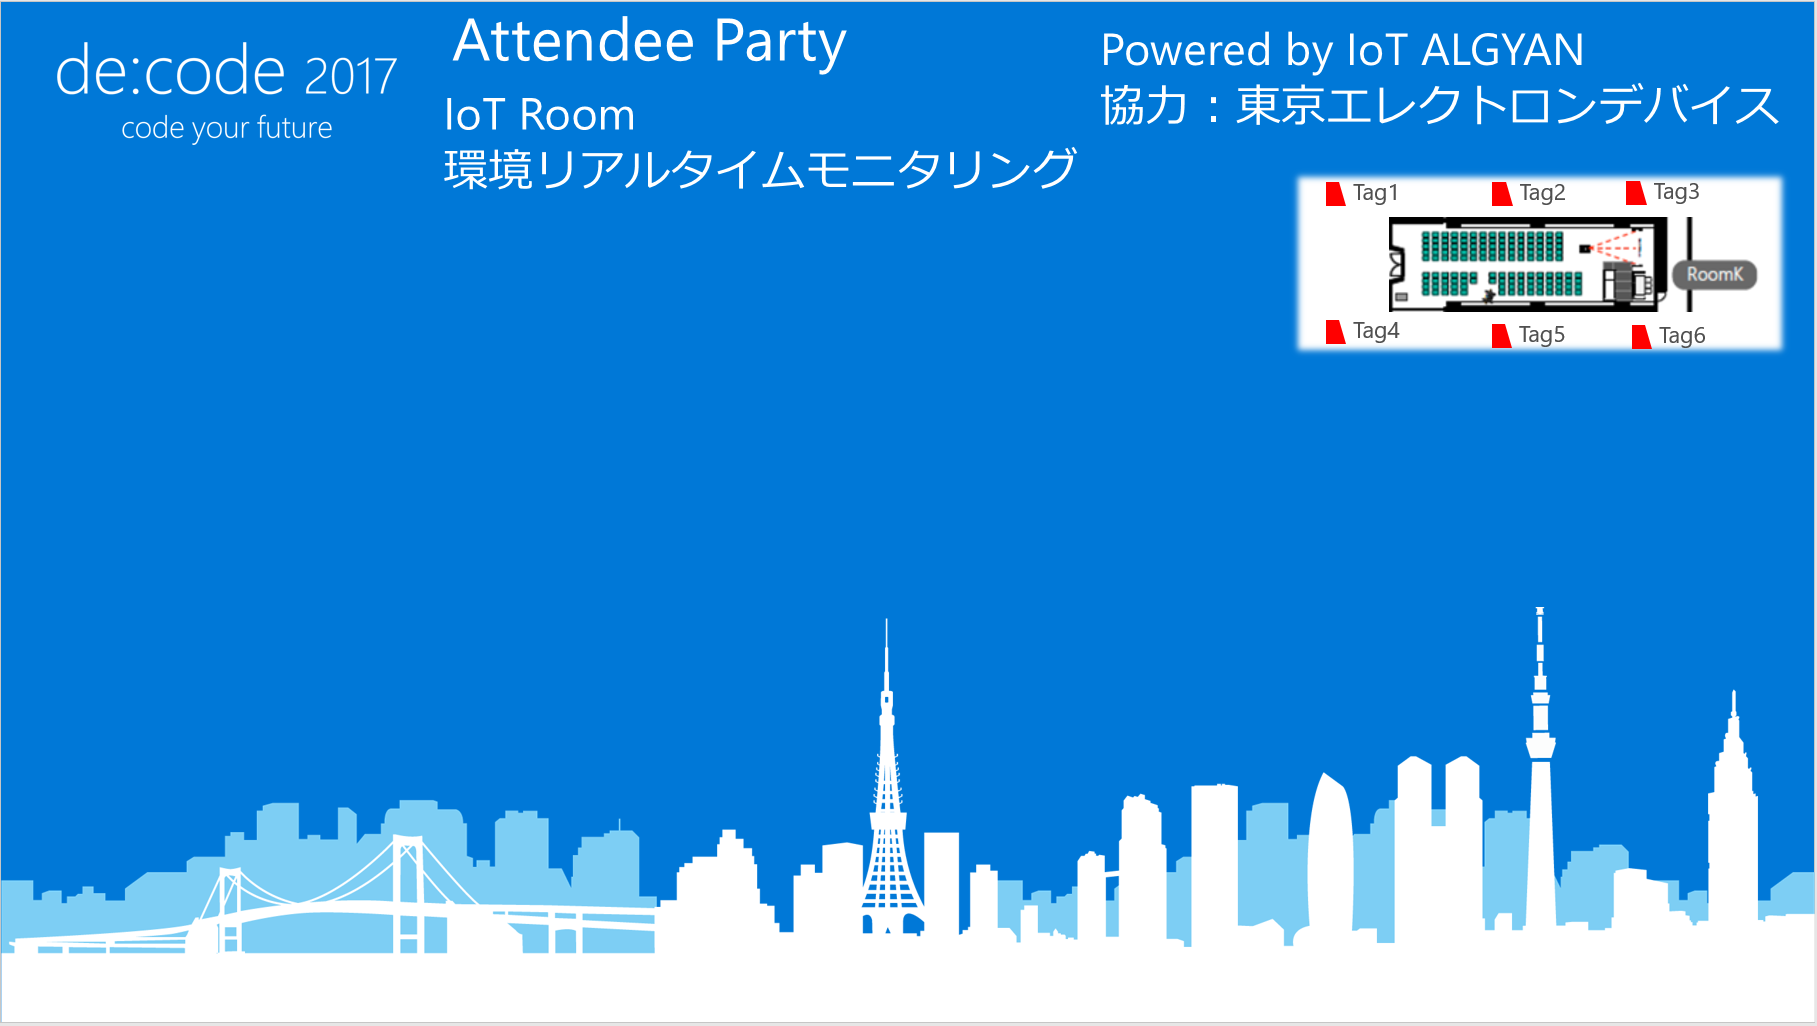 de:code 2017
code your future
Attendee Party
IoT Room
環境リアルタイムモニタリング
Powered by IoT ALGYAN
協力：東京エレクトロンデバイス
Tag1
Tag2
Tag3
RoomK
Tag4
Tag5
Tag6